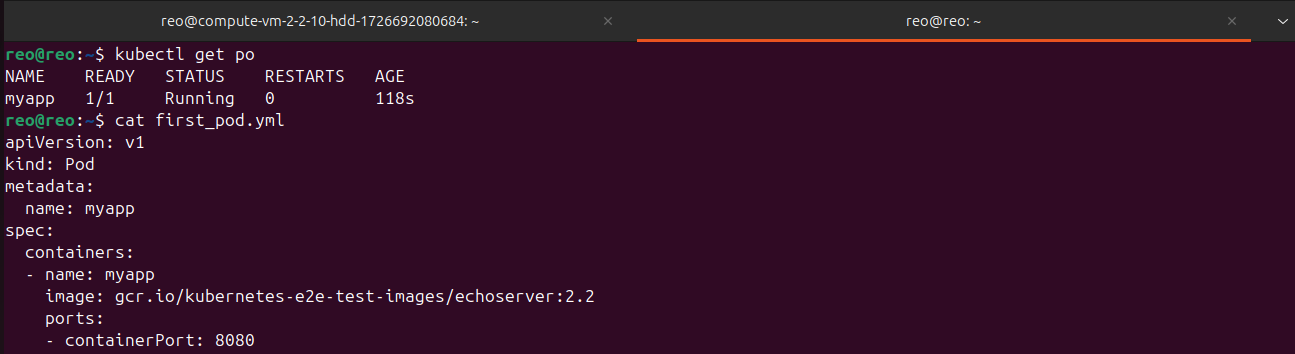 reo@compute-vm-2-2-10-hdd-1726692080684: ~ × reo@reo: ~ ×
reo@reo:~$ kubectl get po
NAME    READY   STATUS    RESTARTS   AGE
myapp   1/1     Running   0          118s
reo@reo:~$ cat first_pod.yml
apiVersion: v1
kind: Pod
metadata:
  name: myapp
spec:
  containers:
  - name: myapp
    image: gcr.io/kubernetes-e2e-test-images/echoserver:2.2
    ports:
    - containerPort: 8080